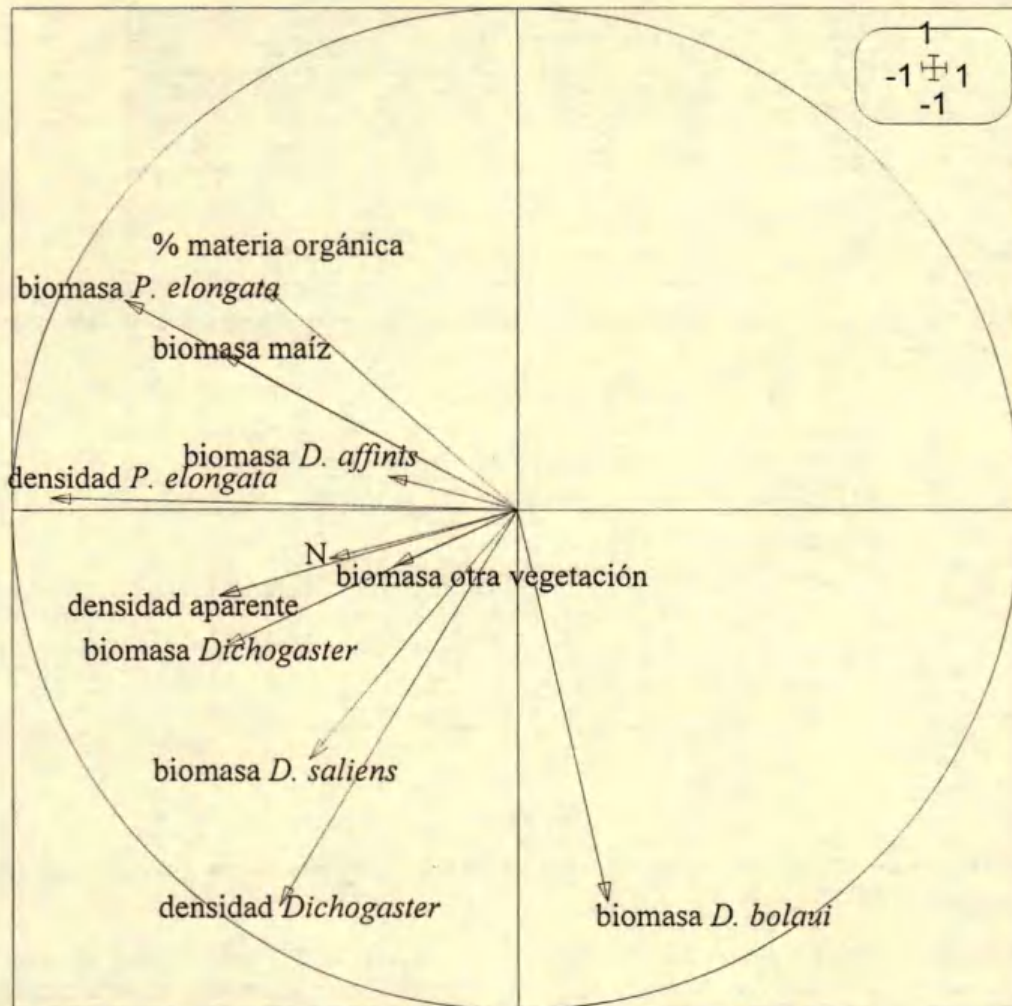 1
-1 1
-1
% materia orgánica
biomasa P. elongata
biomasa maíz
biomasa D. affinis
densidad P. elongata
N
biomasa otra vegetación
densidad aparente
biomasa Dichogaster
biomasa D. saliens
densidad Dichogaster
biomasa D. bolaui